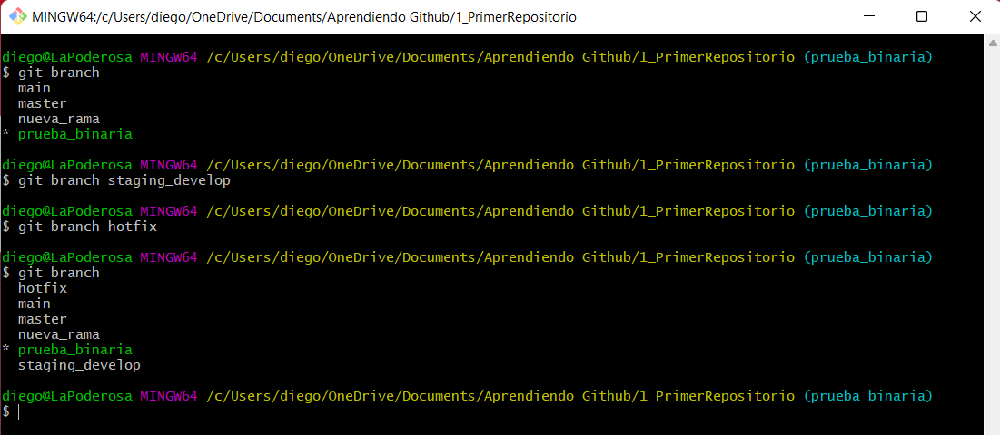 MINGW64:/c/Users/diego/OneDrive/Documents/Aprendiendo Github/1_PrimerRepositorio
diego@LaPoderosa MINGW64 /c/Users/diego/OneDrive/Documents/Aprendiendo Github/1_PrimerRepositorio (prueba_binaria)
$ git branch
  main
  master
  nueva_rama
* prueba_binaria
diego@LaPoderosa MINGW64 /c/Users/diego/OneDrive/Documents/Aprendiendo Github/1_PrimerRepositorio (prueba_binaria)
$ git branch staging_develop
diego@LaPoderosa MINGW64 /c/Users/diego/OneDrive/Documents/Aprendiendo Github/1_PrimerRepositorio (prueba_binaria)
$ git branch hotfix
diego@LaPoderosa MINGW64 /c/Users/diego/OneDrive/Documents/Aprendiendo Github/1_PrimerRepositorio (prueba_binaria)
$ git branch
  hotfix
  main
  master
  nueva_rama
* prueba_binaria
  staging_develop
diego@LaPoderosa MINGW64 /c/Users/diego/OneDrive/Documents/Aprendiendo Github/1_PrimerRepositorio (prueba_binaria)
$